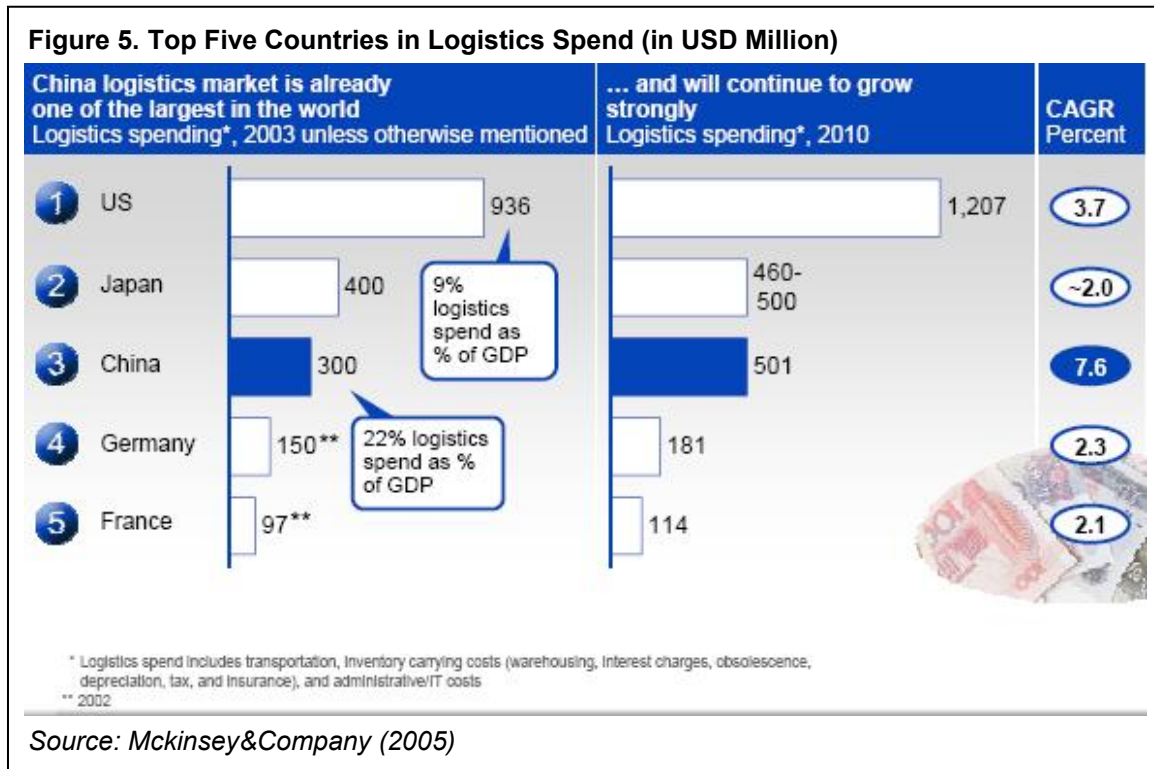 Figure 5. Top Five Countries in Logistics Spend (in USD Million)
China logistics market is already
one of the largest in the world
Logistics spending*, 2003 unless otherwise mentioned
... and will continue to grow
strongly
Logistics spending*, 2010
CAGR
Percent
1 US 936 1,207 3.7
2 Japan 400 460-
500 ~2.0
9%
logistics
spend as
% of GDP
3 China 300 501 7.6
4 Germany 150** 181 2.3
22% logistics
spend as %
of GDP
5 France 97** 114 2.1
* Logistics spend includes transportation, inventory carrying costs (warehousing, interest charges, obsolescence,
depreciation, tax, and insurance), and administrative/IT costs
** 2002
Source: Mckinsey&Company (2005)